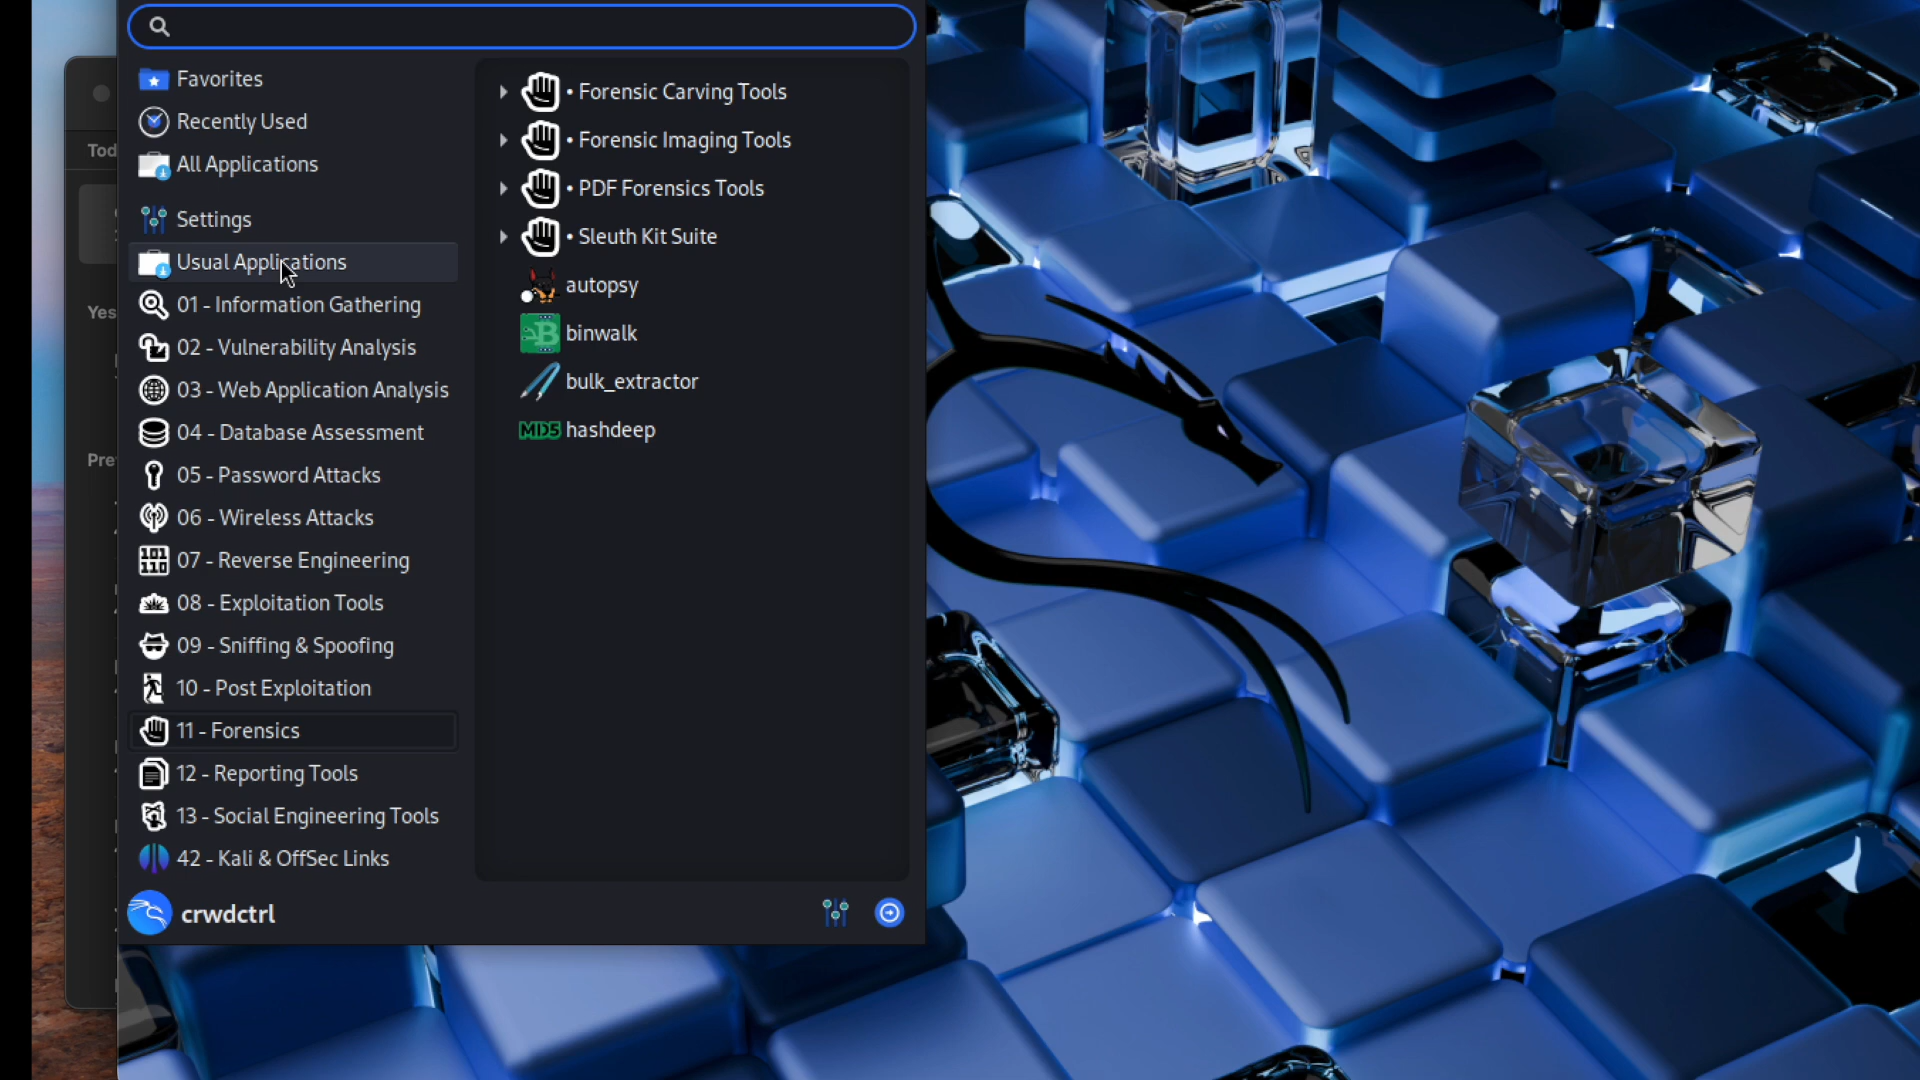 Favorites
Recently Used
All Applications
Settings
Usual Applications
01 - Information Gathering
02 - Vulnerability Analysis
03 - Web Application Analysis
04 - Database Assessment
05 - Password Attacks
06 - Wireless Attacks
07 - Reverse Engineering
08 - Exploitation Tools
09 - Sniffing & Spoofing
10 - Post Exploitation
11 - Forensics
12 - Reporting Tools
13 - Social Engineering Tools
42 - Kali & OffSec Links
crwdctrl
• Forensic Carving Tools
• Forensic Imaging Tools
• PDF Forensics Tools
• Sleuth Kit Suite
autopsy
binwalk
bulk_extractor
MD5 hashdeep
Tod
Yes
Pre